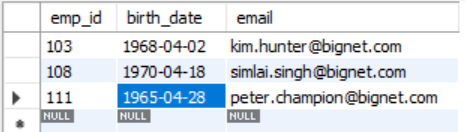 emp_id birth_date email
103 1968-04-02 kim.hunter@bignet.com
108 1970-04-18 simlai.singh@bignet.com
111 1965-04-28 peter.champion@bignet.com
NULL NULL NULL